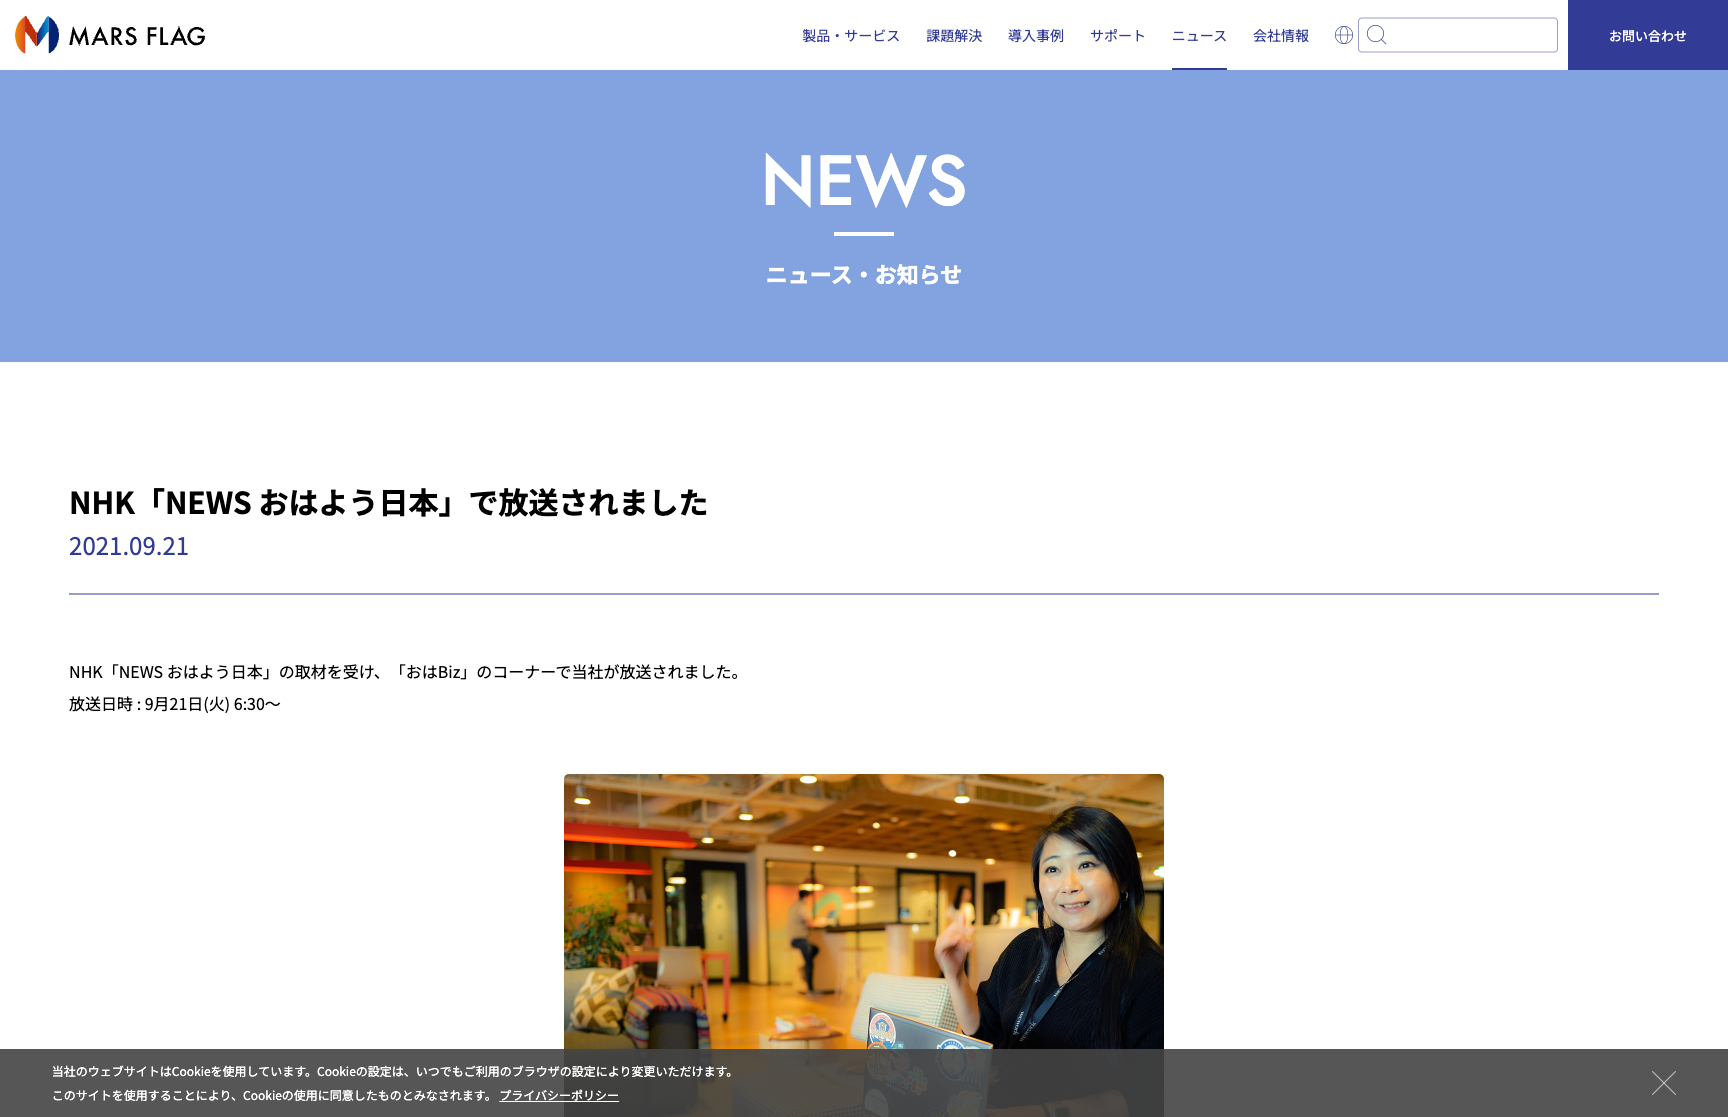 MARS FLAG
製品・サービス 課題解決 導入事例 サポート ニュース 会社情報 お問い合わせ
NEWS
ニュース・お知らせ
NHK「NEWS おはよう日本」で放送されました
2021.09.21
NHK「NEWS おはよう日本」の取材を受け、「おはBiz」のコーナーで当社が放送されました。
放送日時 : 9月21日(火) 6:30〜
当社のウェブサイトはCookieを使用しています。Cookieの設定は、いつでもご利用のブラウザの設定により変更いただけます。
このサイトを使用することにより、Cookieの使用に同意したものとみなされます。 プライバシーポリシー